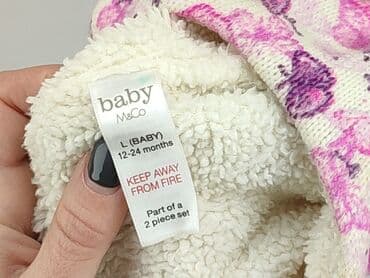 baby
M&Co
L (BABY)
12-24 months
KEEP AWAY
FROM FIRE
Part of a
2 piece set